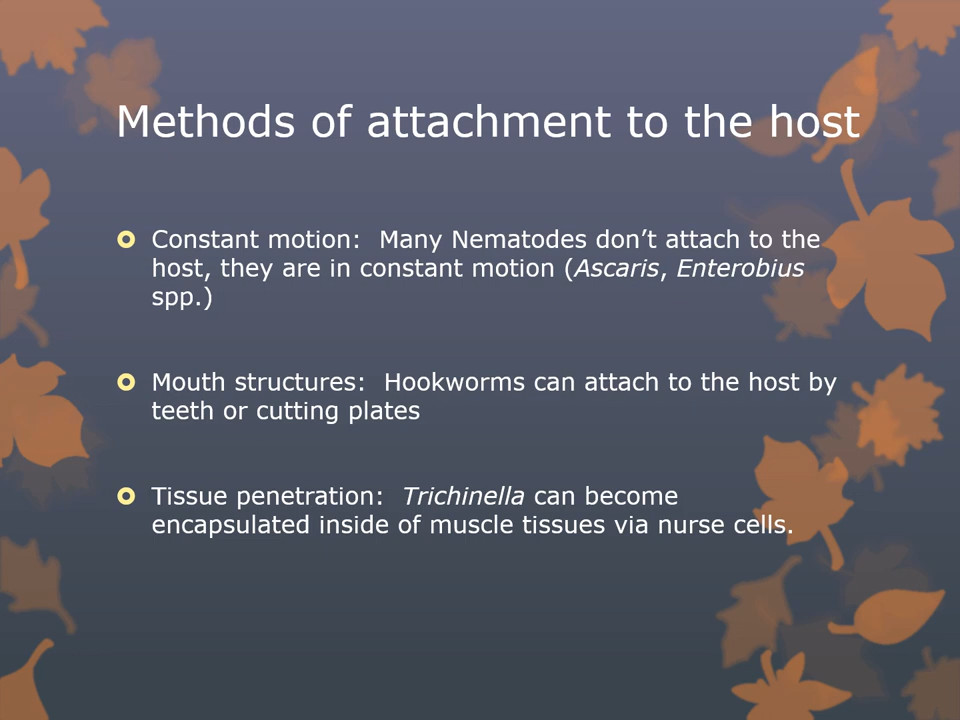 Methods of attachment to the host
Constant motion:  Many Nematodes don’t attach to the
host, they are in constant motion (Ascaris, Enterobius
spp.)
Mouth structures:  Hookworms can attach to the host by
teeth or cutting plates
Tissue penetration:  Trichinella can become
encapsulated inside of muscle tissues via nurse cells.